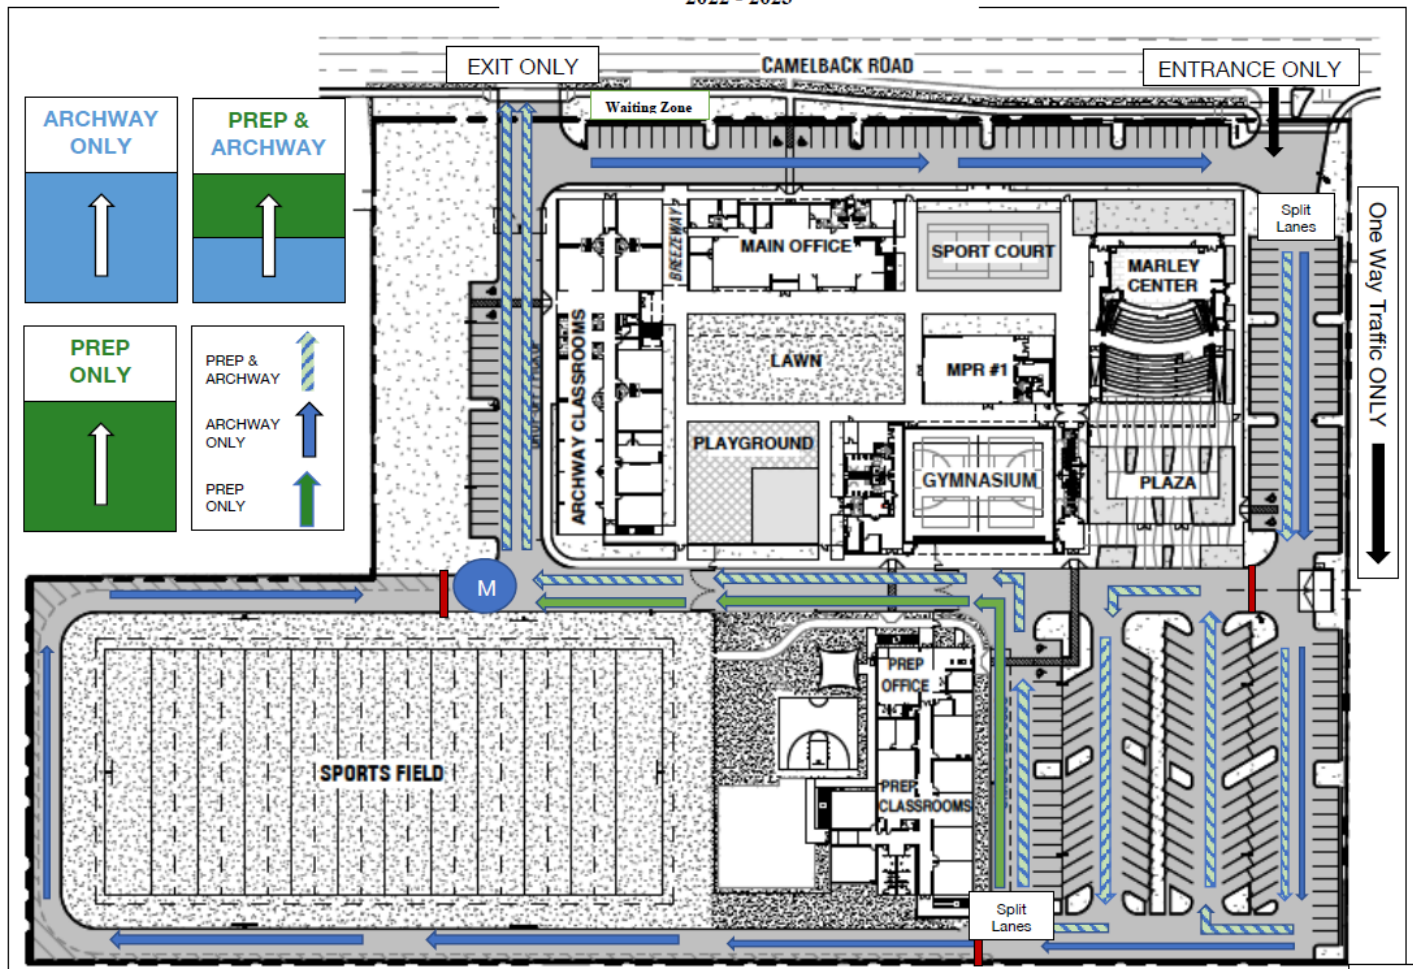 2022 - 2023
EXIT ONLY
CAMELBACK ROAD
ENTRANCE ONLY
Waiting Zone
ARCHWAY
ONLY
PREP &
ARCHWAY
PREP
ONLY
PREP &
ARCHWAY
ARCHWAY
ONLY
PREP
ONLY
BREEZEWAY
MAIN OFFICE
SPORT COURT
MARLEY
CENTER
Split
Lanes
One Way Traffic ONLY
ARCHWAY CLASSROOMS
LAWN
MPR #1
PLAYGROUND
GYMNASIUM
PLAZA
M
PREP
OFFICE
SPORTS FIELD
PREP
CLASSROOMS
Split
Lanes